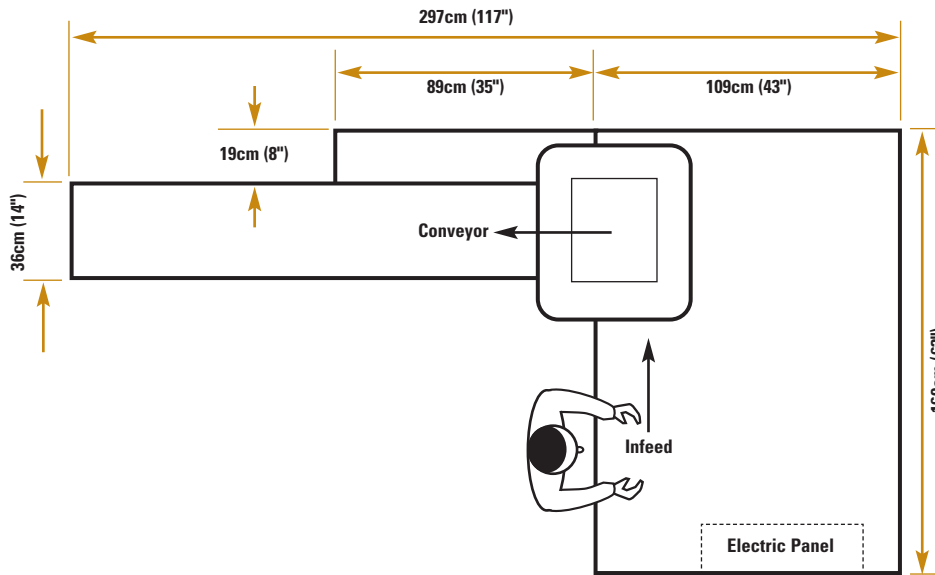 297cm (117")
89cm (35")
109cm (43")
19cm (8")
36cm (14")
Conveyor
Infeed
Electric Panel